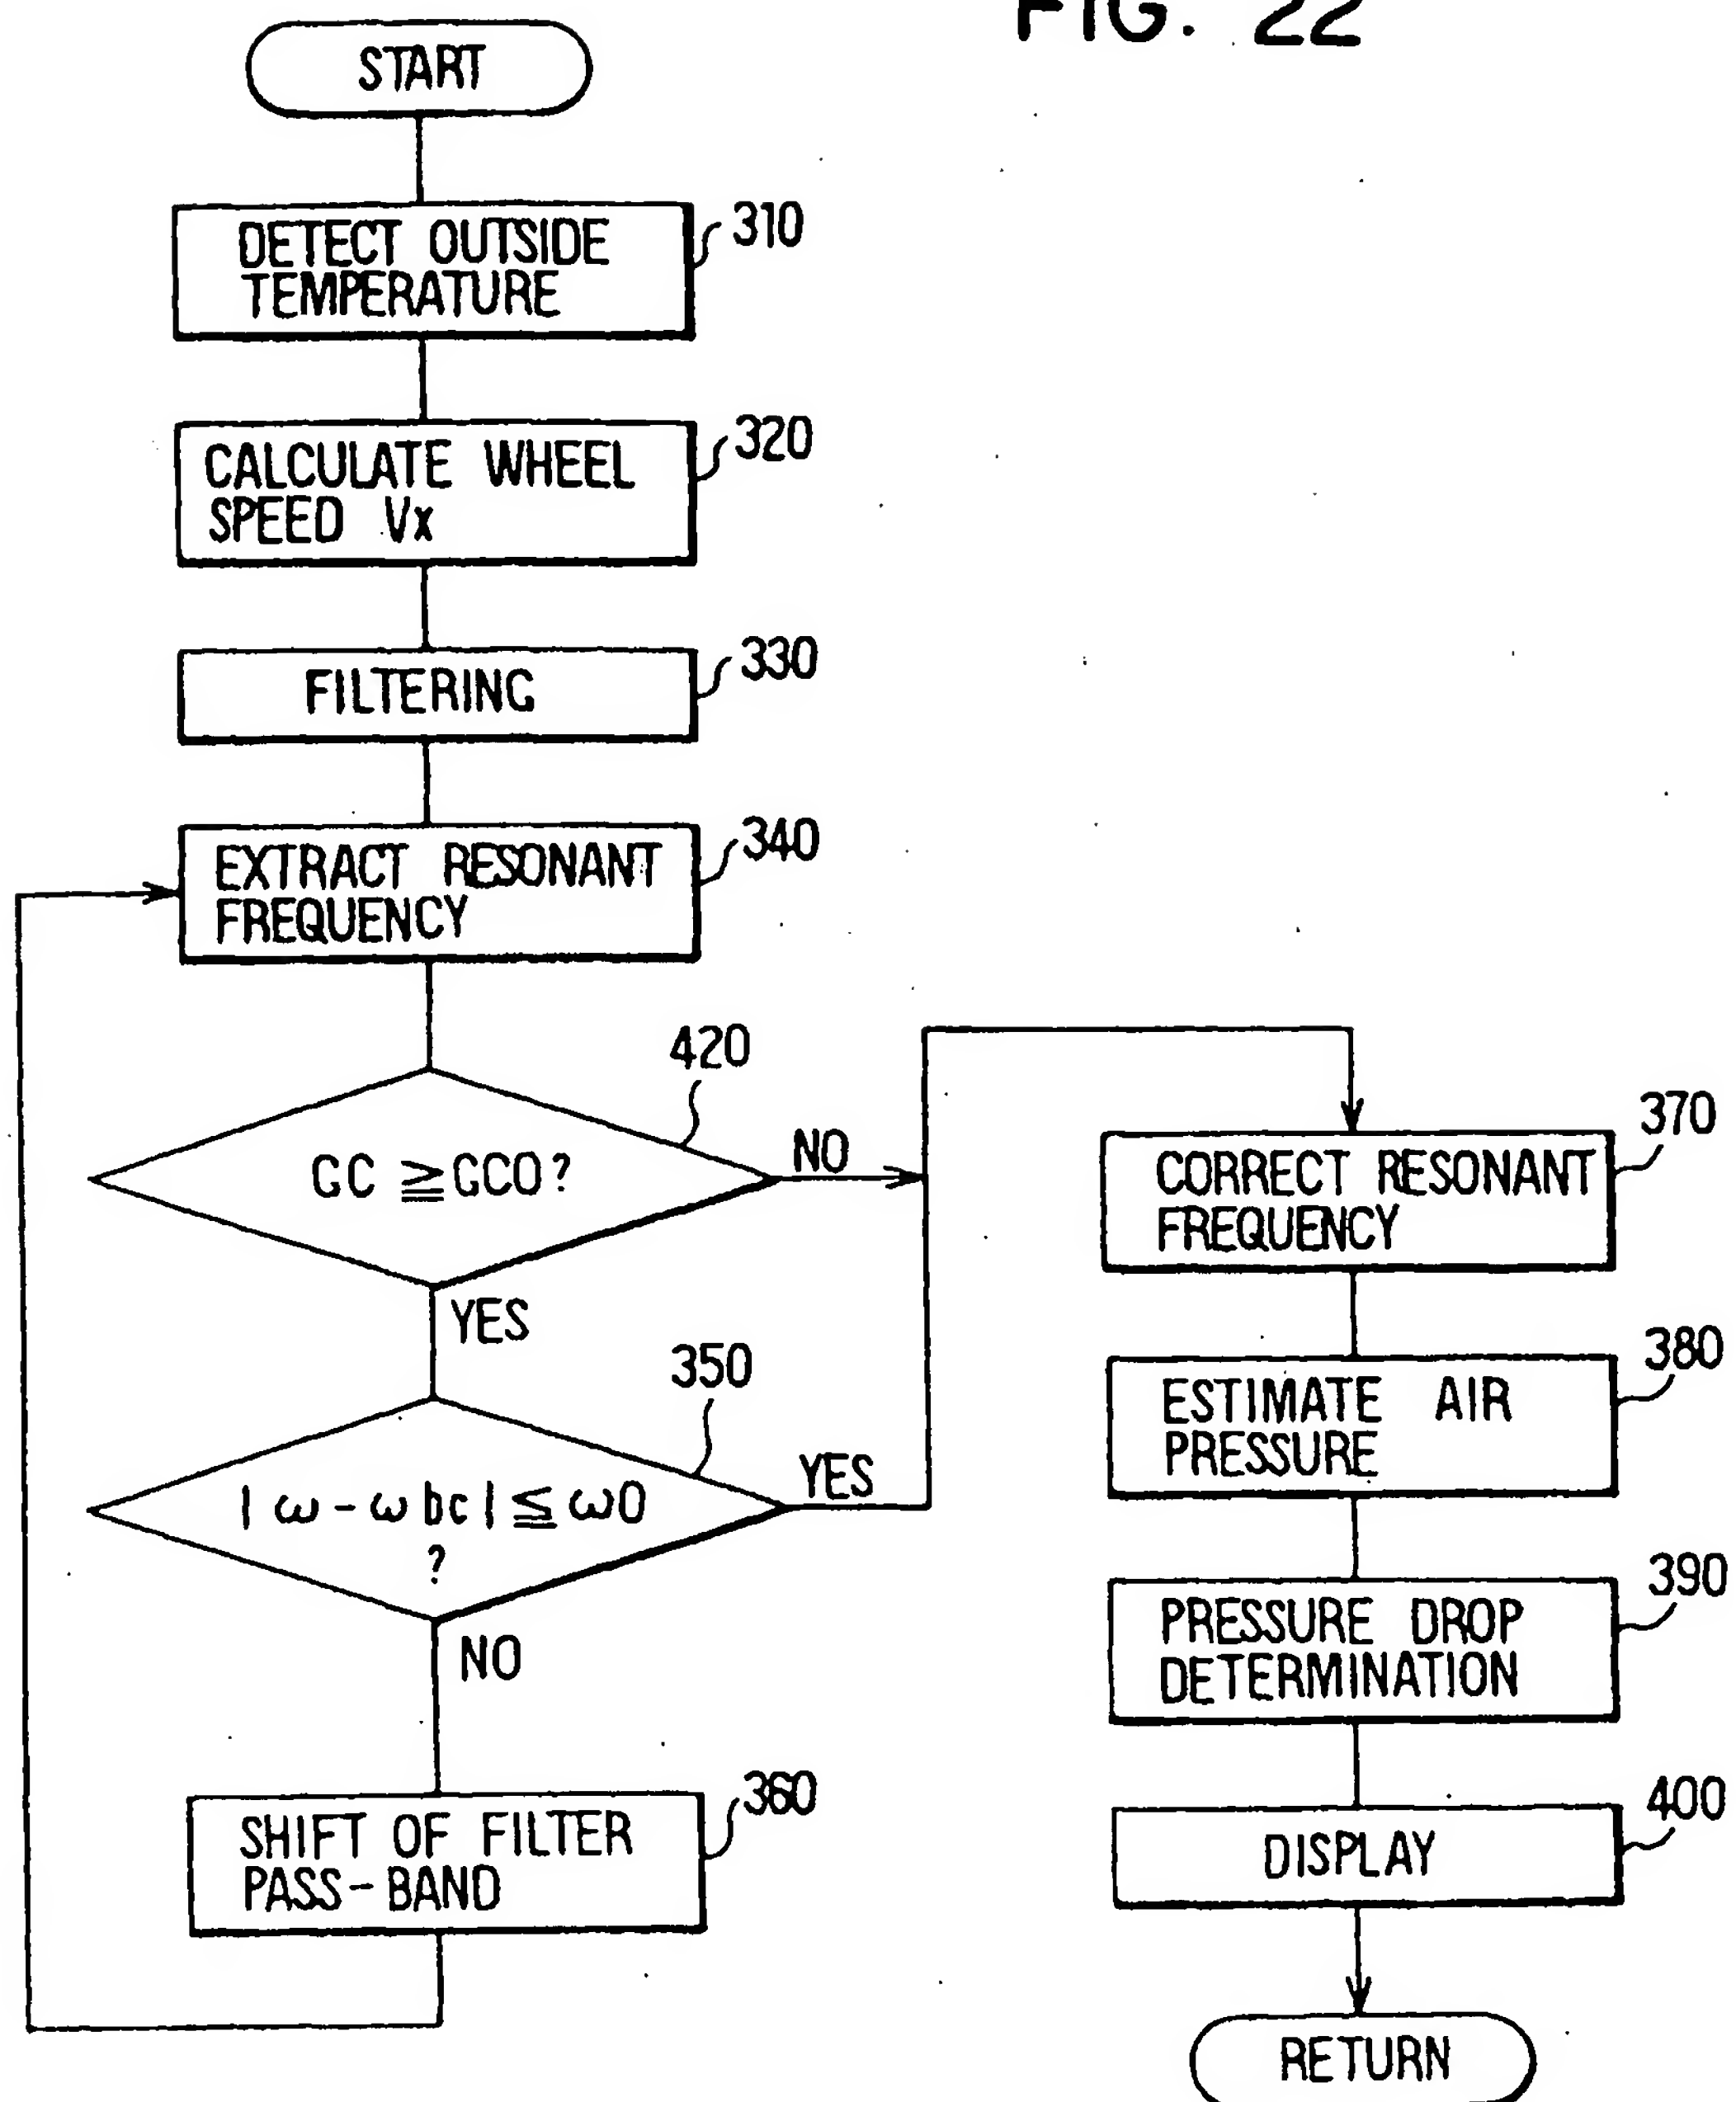 FIG. 22
START
DETECT OUTSIDE
TEMPERATURE
310
CALCULATE WHEEL
SPEED Vx
320
FILTERING
330
EXTRACT RESONANT
FREQUENCY
340
420
GC ≧ GCO?
NO
YES
350
| ω - ω bc | ≦ ω0
?
YES
NO
SHIFT OF FILTER
PASS-BAND
360
CORRECT RESONANT
FREQUENCY
370
ESTIMATE AIR
PRESSURE
380
PRESSURE DROP
DETERMINATION
390
DISPLAY
400
RETURN